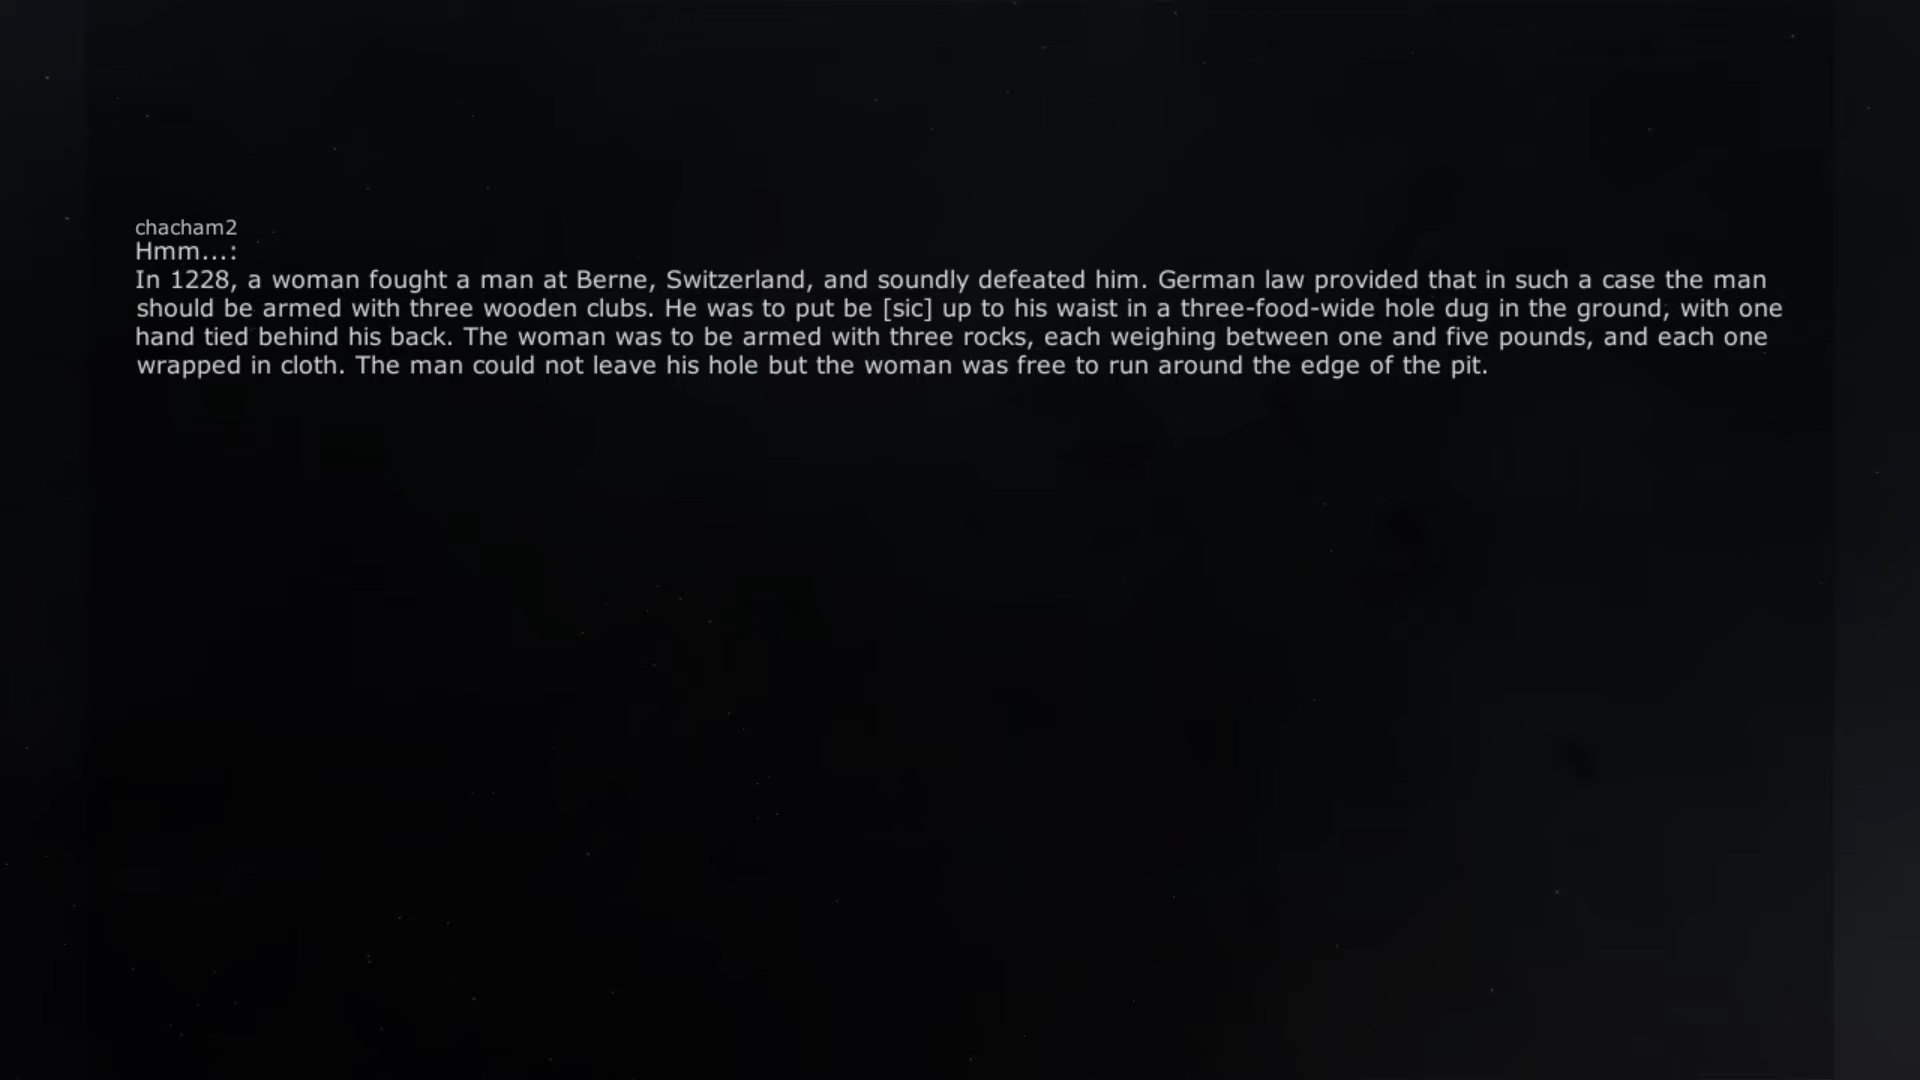 chacham2
Hmm...:
In 1228, a woman fought a man at Berne, Switzerland, and soundly defeated him. German law provided that in such a case the man
should be armed with three wooden clubs. He was to put be [sic] up to his waist in a three-food-wide hole dug in the ground, with one
hand tied behind his back. The woman was to be armed with three rocks, each weighing between one and five pounds, and each one
wrapped in cloth. The man could not leave his hole but the woman was free to run around the edge of the pit.